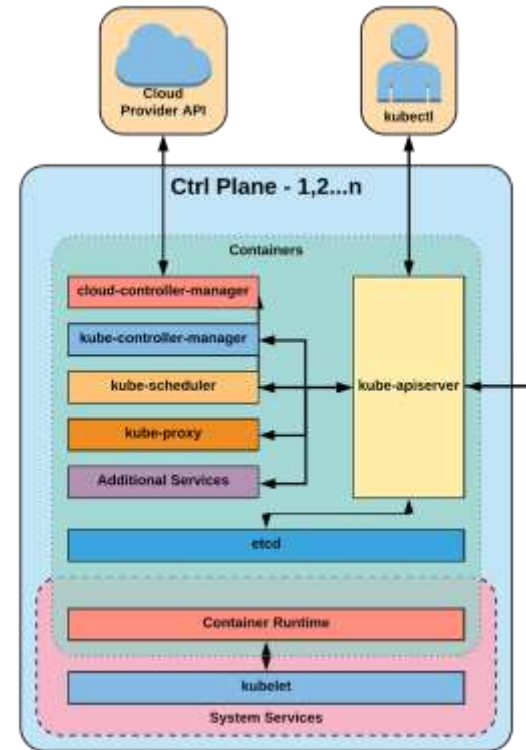 Cloud
Provider API
kubectl
Ctrl Plane - 1,2...n
Containers
cloud-controller-manager
kube-controller-manager
kube-scheduler
kube-apiserver
kube-proxy
Additional Services
etcd
Container Runtime
kubelet
System Services